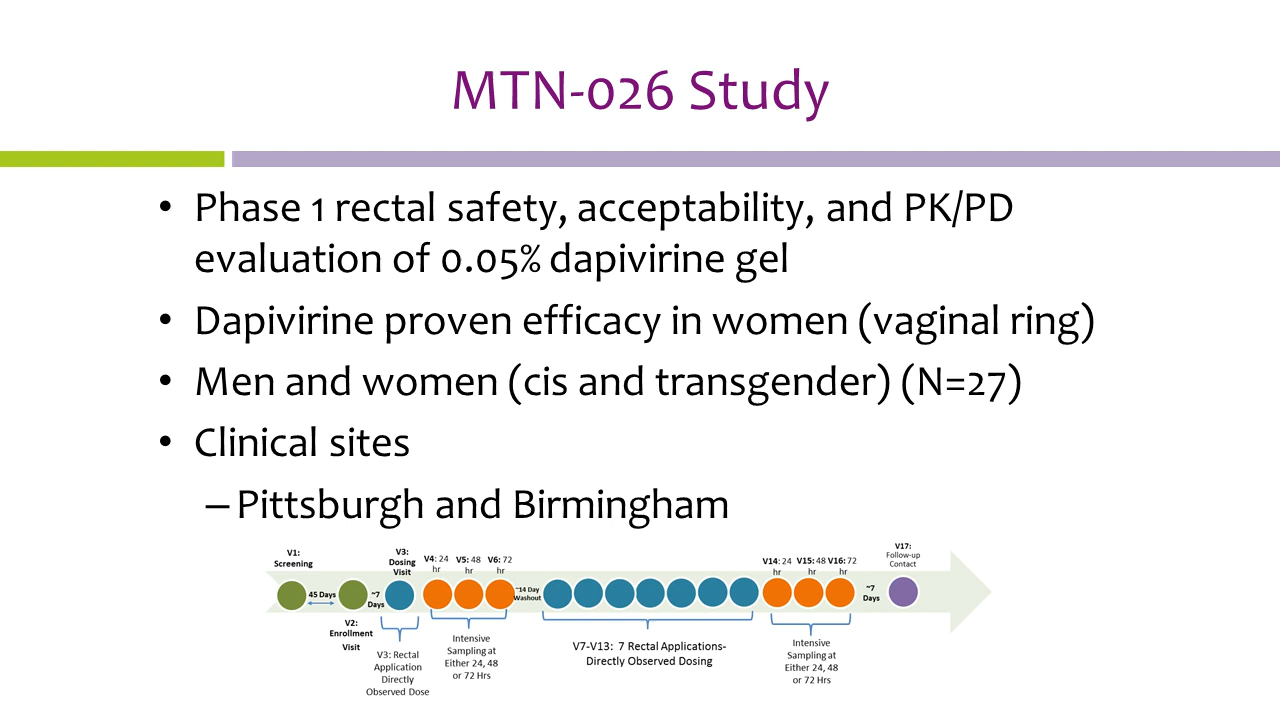 MTN-026 Study
• Phase 1 rectal safety, acceptability, and PK/PD
evaluation of 0.05% dapivirine gel
• Dapivirine proven efficacy in women (vaginal ring)
• Men and women (cis and transgender) (N=27)
• Clinical sites
– Pittsburgh and Birmingham
V1:
Screening
45 Days
V2:
Enrollment
Visit
~7
Days
V3:
Dosing
Visit
V3: Rectal
Application
Directly
Observed Dose
V4: 24
hr
V5: 48
hr
V6: 72
hr
Intensive
Sampling at
Either 24, 48
or 72 Hrs
~14 Day
Washout
V7-V13: 7 Rectal Applications-
Directly Observed Dosing
V14: 24
hr
V15: 48
hr
V16: 72
hr
Intensive
Sampling at
Either 24, 48
or 72 Hrs
~7
Days
V17:
Follow-up
Contact